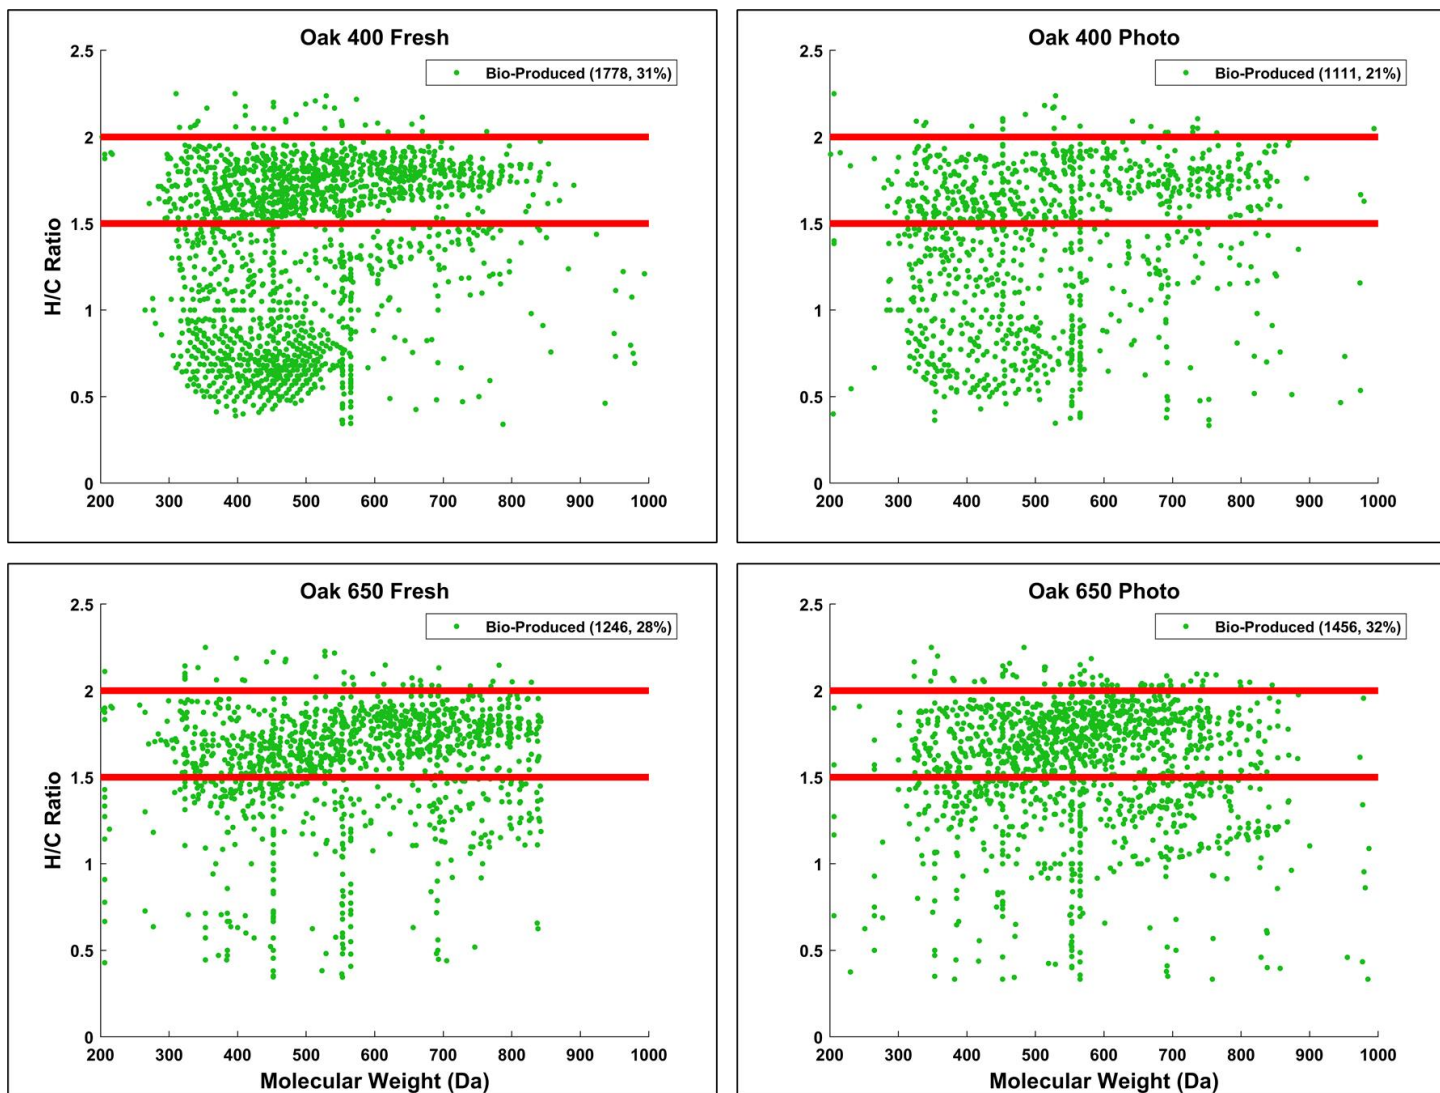 Oak 400 Fresh
2.5
Bio-Produced (1778, 31%)
2
1.5
H/C Ratio
1
0.5
0
200 300 400 500 600 700 800 900 1000
Oak 400 Photo
2.5
Bio-Produced (1111, 21%)
2
1.5
1
0.5
0
200 300 400 500 600 700 800 900 1000
Oak 650 Fresh
2.5
Bio-Produced (1246, 28%)
2
1.5
H/C Ratio
1
0.5
0
200 300 400 500 600 700 800 900 1000
Molecular Weight (Da)
Oak 650 Photo
2.5
Bio-Produced (1456, 32%)
2
1.5
1
0.5
0
200 300 400 500 600 700 800 900 1000
Molecular Weight (Da)